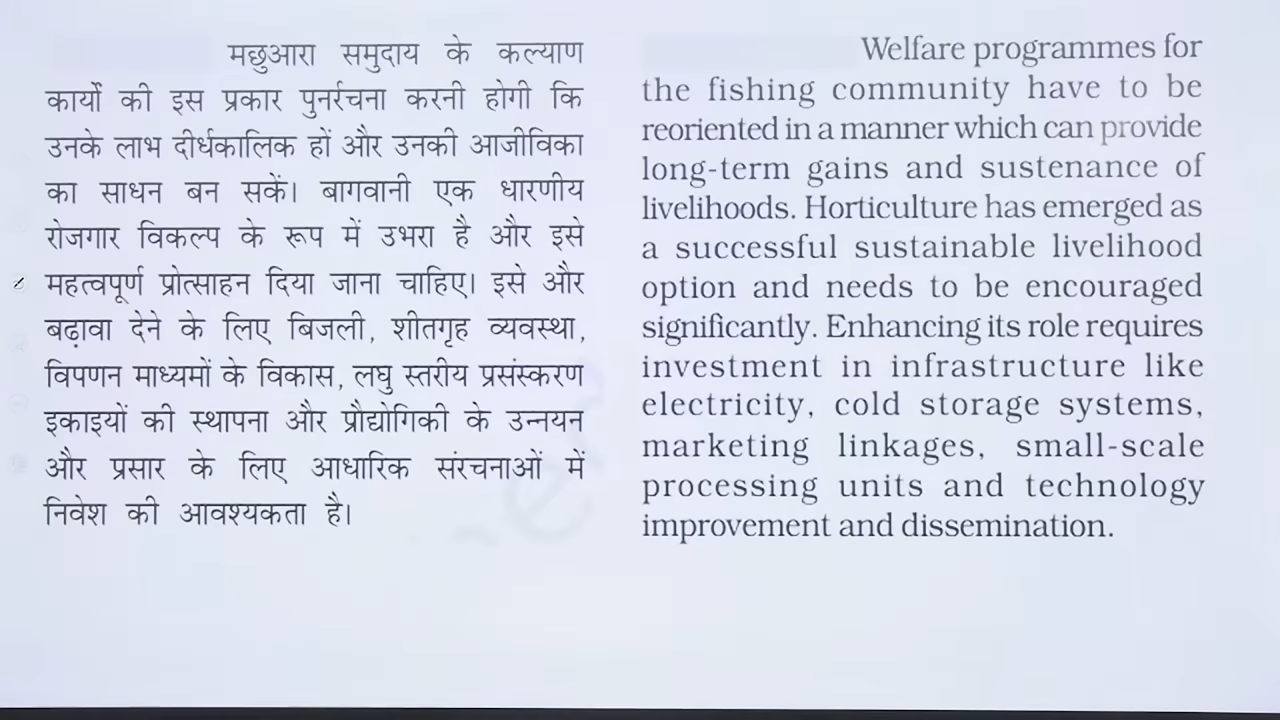 मछुआरा समुदाय के कल्याण
कार्यों की इस प्रकार पुनर्रचना करनी होगी कि
उनके लाभ दीर्धकालिक हों और उनकी आजीविका
का साधन बन सकें। बागवानी एक धारणीय
रोजगार विकल्प के रूप में उभरा है और इसे
महत्वपूर्ण प्रोत्साहन दिया जाना चाहिए। इसे और
बढ़ावा देने के लिए बिजली, शीतगृह व्यवस्था,
विपणन माध्यमों के विकास, लघु स्तरीय प्रसंस्करण
इकाइयों की स्थापना और प्रौद्योगिकी के उन्नयन
और प्रसार के लिए आधारिक संरचनाओं में
निवेश की आवश्यकता है।
Welfare programmes for
the fishing community have to be
reoriented in a manner which can provide
long-term gains and sustenance of
livelihoods. Horticulture has emerged as
a successful sustainable livelihood
option and needs to be encouraged
significantly. Enhancing its role requires
investment in infrastructure like
electricity, cold storage systems,
marketing linkages, small-scale
processing units and technology
improvement and dissemination.